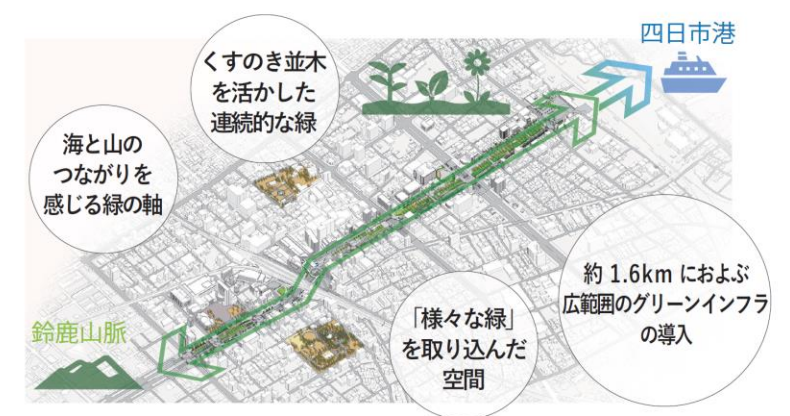 四日市港
くすのき並木
を活かした
連続的な緑
海と山の
つながりを
感じる緑の軸
約 1.6km におよぶ
広範囲のグリーンインフラ
の導入
「様々な緑」
を取り込んだ
空間
鈴鹿山脈